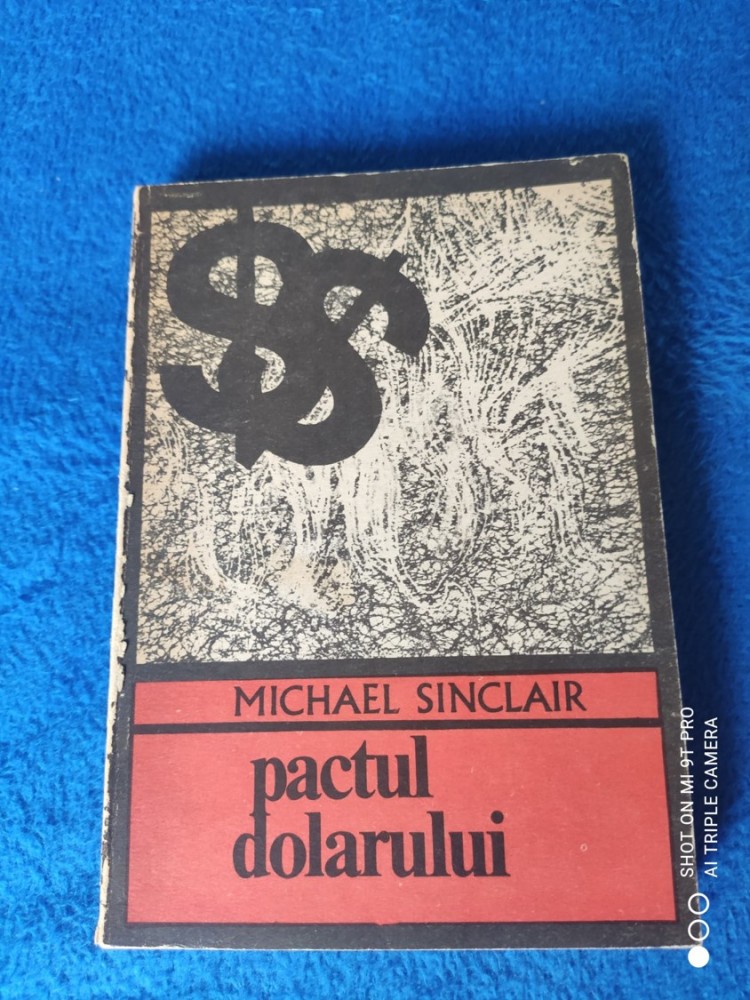 MICHAEL SINCLAIR
pactul
dolarului
SHOT ON MI 9T PRO
AI TRIPLE CAMERA